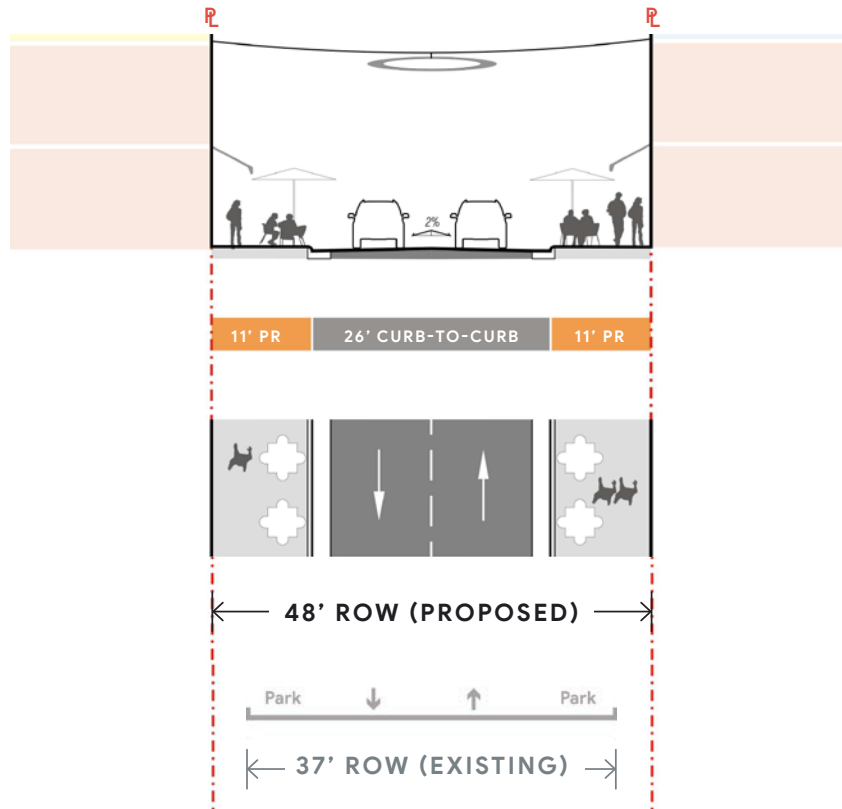 PL PL
2%
11’ PR 26’ CURB-TO-CURB 11’ PR
48’ ROW (PROPOSED)
Park Park
37’ ROW (EXISTING)